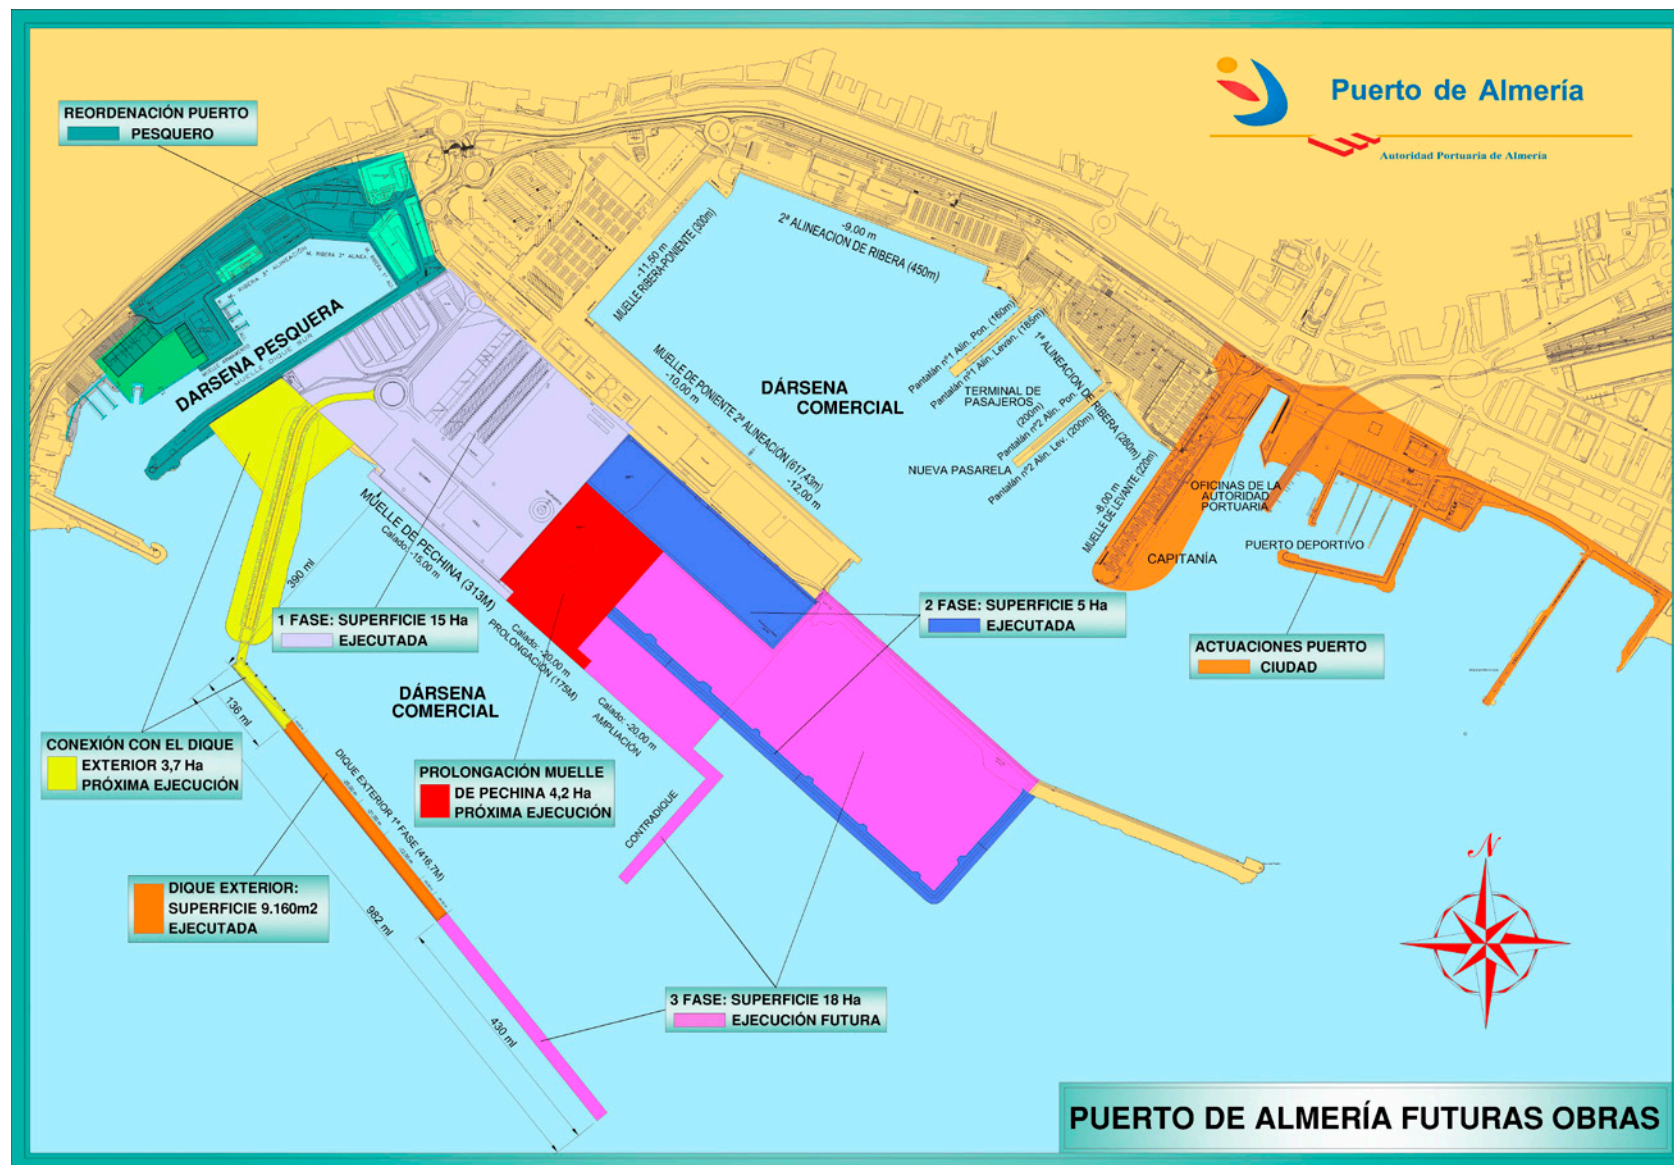 Puerto de Almería
Autoridad Portuaria de Almería
REORDENACIÓN PUERTO
PESQUERO
M. RIBERA 3ª ALINEACIÓN
DARSENA PESQUERA
MUELLE DIQUE SUR
-11,50 m
MUELLE RIBERA-PONIENTE (300m)
-9,00 m
2ª ALINEACION DE RIBERA (450m)
MUELLE DE PONIENTE 2ª ALINEACIÓN (617,43m)
-10,00 m
-12,00 m
DÁRSENA
COMERCIAL
Pantalán nº1 Alin. Pon. (160m)
Pantalán nº1 Alin. Levan. (185m)
TERMINAL DE
PASAJEROS
1ª ALINEACION DE RIBERA (280m)
(200m)
Pantalán nº2 Alin. Pon.
Pantalán nº2 Alin. Lev. (200m)
NUEVA PASARELA
-8,00 m
MUELLE DE LEVANTE (220m)
OFICINAS DE LA
AUTORIDAD
PORTUARIA
CAPITANÍA
PUERTO DEPORTIVO
MUELLE DE PECHINA (313M)
Calado: -15,00 m
390 ml
1 FASE: SUPERFICIE 15 Ha
EJECUTADA
PROLONGACIÓN (175M)
Calado: -20,00 m
Calado: -20,00 m
AMPLIACIÓN
2 FASE: SUPERFICIE 5 Ha
EJECUTADA
ACTUACIONES PUERTO
CIUDAD
DÁRSENA
COMERCIAL
136 ml
CONEXIÓN CON EL DIQUE
EXTERIOR 3,7 Ha
PRÓXIMA EJECUCIÓN
DIQUE EXTERIOR 1ª FASE (416,7M)
PROLONGACIÓN MUELLE
DE PECHINA 4,2 Ha
PRÓXIMA EJECUCIÓN
CONTRADIQUE
DIQUE EXTERIOR:
SUPERFICIE 9.160m2
EJECUTADA
982 ml
430 ml
3 FASE: SUPERFICIE 18 Ha
EJECUCIÓN FUTURA
N
PUERTO DE ALMERÍA FUTURAS OBRAS